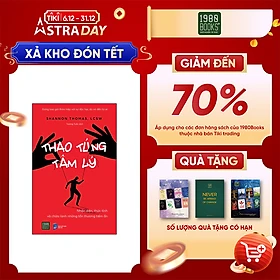 TIKI 6.12 - 31.12
ASTRA DAY
XẢ KHO ĐÓN TẾT
1980
BOOKS
GIẢM ĐẾN
70%
Áp dụng cho các đơn hàng sách của 1980Books
thuộc nhà bán Tiki trading
SHANNON THOMAS, LCSW
THAO TÚNG
TÂM LÝ
QUÀ TẶNG
NEVER
SỐ LƯỢNG QUÀ TẶNG CÓ HẠN